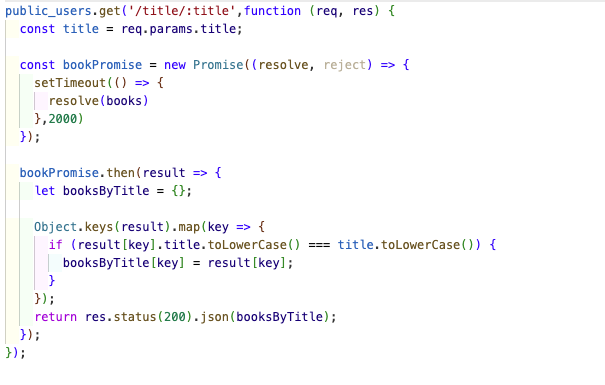 public_users.get('/title/:title',function (req, res) {
  const title = req.params.title;

  const bookPromise = new Promise((resolve, reject) => {
    setTimeout(() => {
      resolve(books)
    },2000)
  });

  bookPromise.then(result => {
    let booksByTitle = {};

    Object.keys(result).map(key => {
      if (result[key].title.toLowerCase() === title.toLowerCase()) {
        booksByTitle[key] = result[key];
      }
    });
    return res.status(200).json(booksByTitle);
  });
});